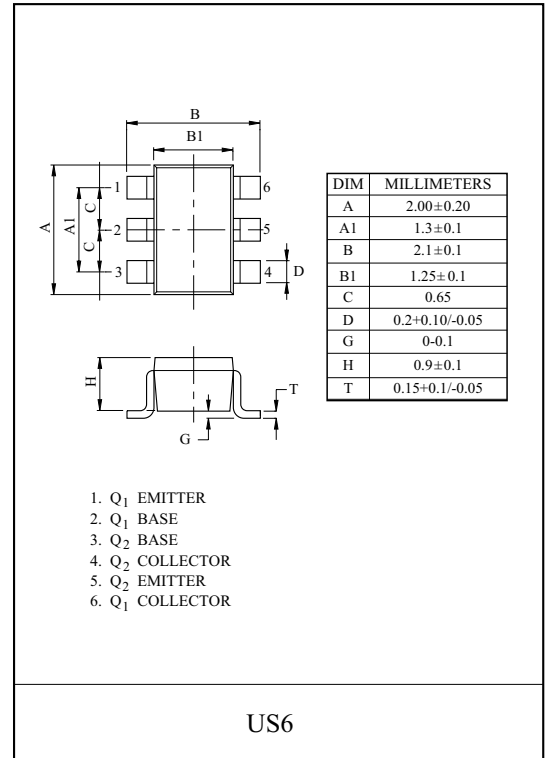 B
B1
1 6
A A1 C 2 5
C
3 4 D
H T
G
DIM MILLIMETERS
A 2.00±0.20
A1 1.3±0.1
B 2.1±0.1
B1 1.25±0.1
C 0.65
D 0.2+0.10/-0.05
G 0-0.1
H 0.9±0.1
T 0.15+0.1/-0.05
1. Q1 EMITTER
2. Q1 BASE
3. Q2 BASE
4. Q2 COLLECTOR
5. Q2 EMITTER
6. Q1 COLLECTOR
US6